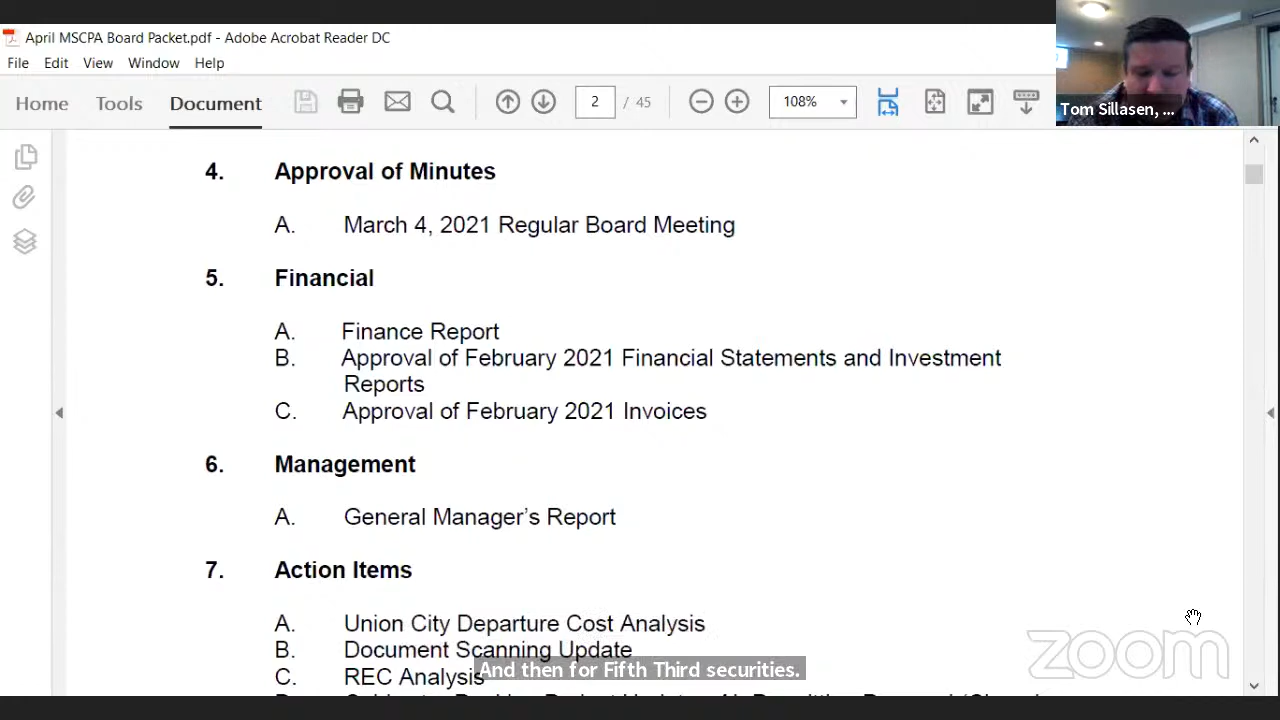 April MSCPA Board Packet.pdf - Adobe Acrobat Reader DC
File Edit View Window Help
Home Tools Document 2 / 45 108%
Tom Sillasen, ...
4. Approval of Minutes
A. March 4, 2021 Regular Board Meeting
5. Financial
A. Finance Report
B. Approval of February 2021 Financial Statements and Investment
Reports
C. Approval of February 2021 Invoices
6. Management
A. General Manager's Report
7. Action Items
A. Union City Departure Cost Analysis
B. Document Scanning Update
C. REC Analysis
And then for Fifth Third securities.
zoom